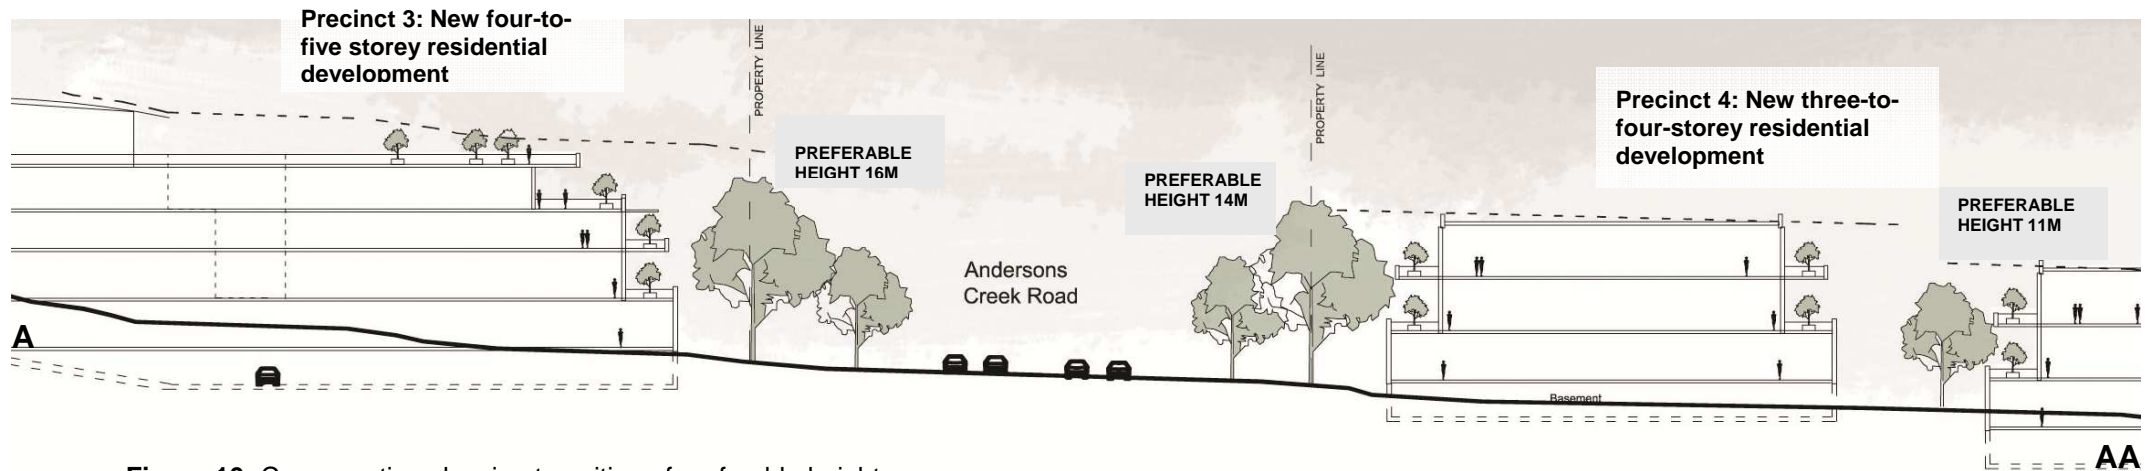 Precinct 3: New four-to-
five storey residential
development
PROPERTY LINE
PREFERABLE
HEIGHT 16M
Andersons
Creek Road
PREFERABLE
HEIGHT 14M
PROPERTY LINE
Precinct 4: New three-to-
four-storey residential
development
PREFERABLE
HEIGHT 11M
A
Basement
AA